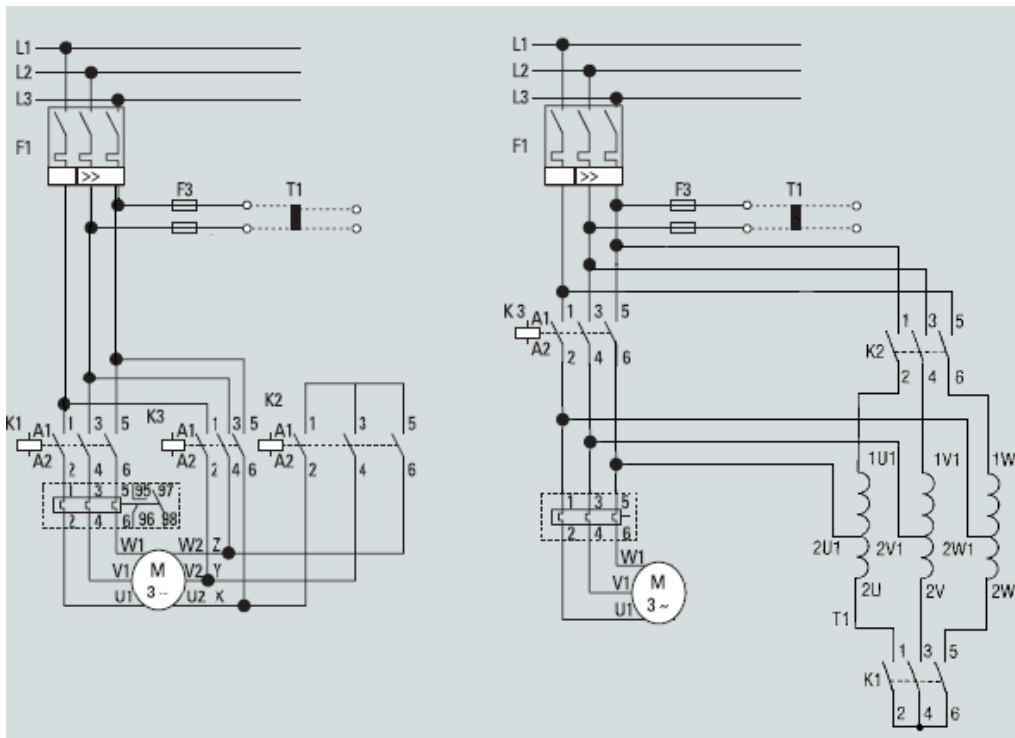 L1
L2
L3
F1
>>
F3 T1
K1 A1 1 3 5 K3 A1 1 3 5 K2 A1 1 3 5
A2 2 4 6 A2 2 4 6 A2 2 4 6
1 3 5 95 97
2 4 6 96 98
W1 W2 Z
V1 M V2 Y
U1 3 ~ U2 X
L1
L2
L3
F1
>>
F3 T1
K3 A1 1 3 5
A2 2 4 6
1 3 5
K2
2 4 6
1 3 5
2 4 6
W1
V1 M
U1 3 ~
1U1 1V1 1W
2U1 2V1 2W1
2U 2V 2W
T1
1 3 5
K1
2 4 6